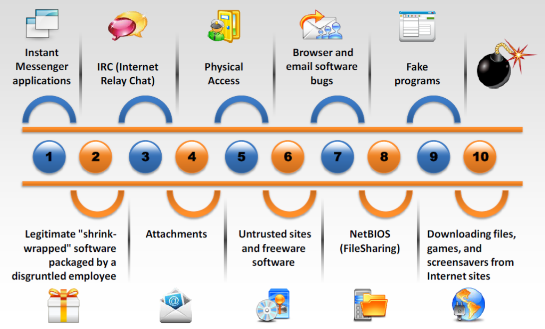 Instant
Messenger
applications
IRC (Internet
Relay Chat)
Physical
Access
Browser and
email software
bugs
Fake
programs
1 2 3 4 5 6 7 8 9 10
Legitimate "shrink-
wrapped" software
packaged by a
disgruntled employee
Attachments
Untrusted sites
and freeware
software
NetBIOS
(FileSharing)
Downloading files,
games, and
screensavers from
Internet sites